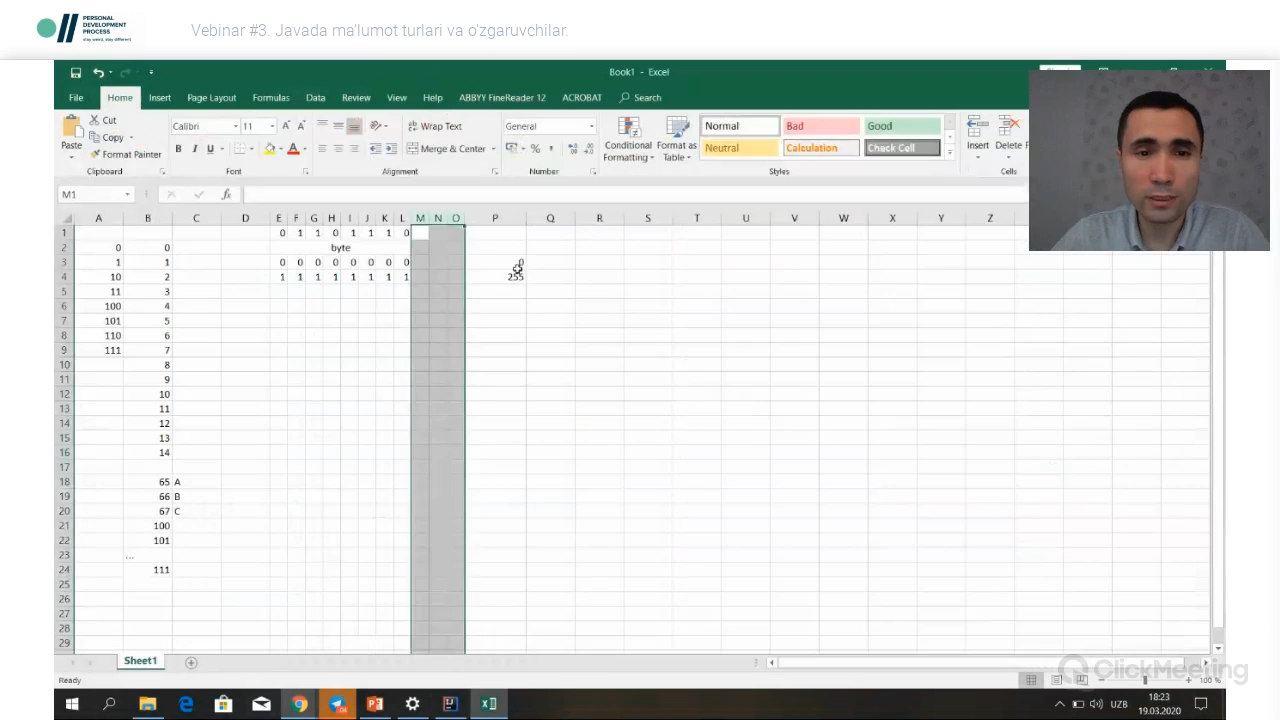 PERSONAL
DEVELOPMENT
PROCESS
stay weird, stay different
Vebinar #3. Javada ma'lumot turlari va o'zgaruvchilar.
Book1 - Excel
File Home Insert Page Layout Formulas Data Review View Help ABBYY FineReader 12 ACROBAT Search
Paste
Cut
Copy
Format Painter
Clipboard
Calibri 11
B I U
Font
Wrap Text
Merge & Center
Alignment
General
%
Number
Conditional
Formatting
Format as
Table
Normal Bad Good
Neutral Calculation Check Cell
Styles
Insert Delete F
Cells
M1 fx
A B C D E F G H I J K L M N O P Q R S T U V W X Y Z
1 0 1 1 0 1 1 1 0
2 0 0 byte
3 1 1 0 0 0 0 0 0 0 0 0
4 10 2 1 1 1 1 1 1 1 1 255
5 11 3
6 100 4
7 101 5
8 110 6
9 111 7
10 8
11 9
12 10
13 11
14 12
15 13
16 14
17
18 65 A
19 66 B
20 67 C
21 100
22 101
23 ...
24 111
25
26
27
28
29
Sheet1
ClickMeeting
Ready 100 %
UZB
18:23
19.03.2020